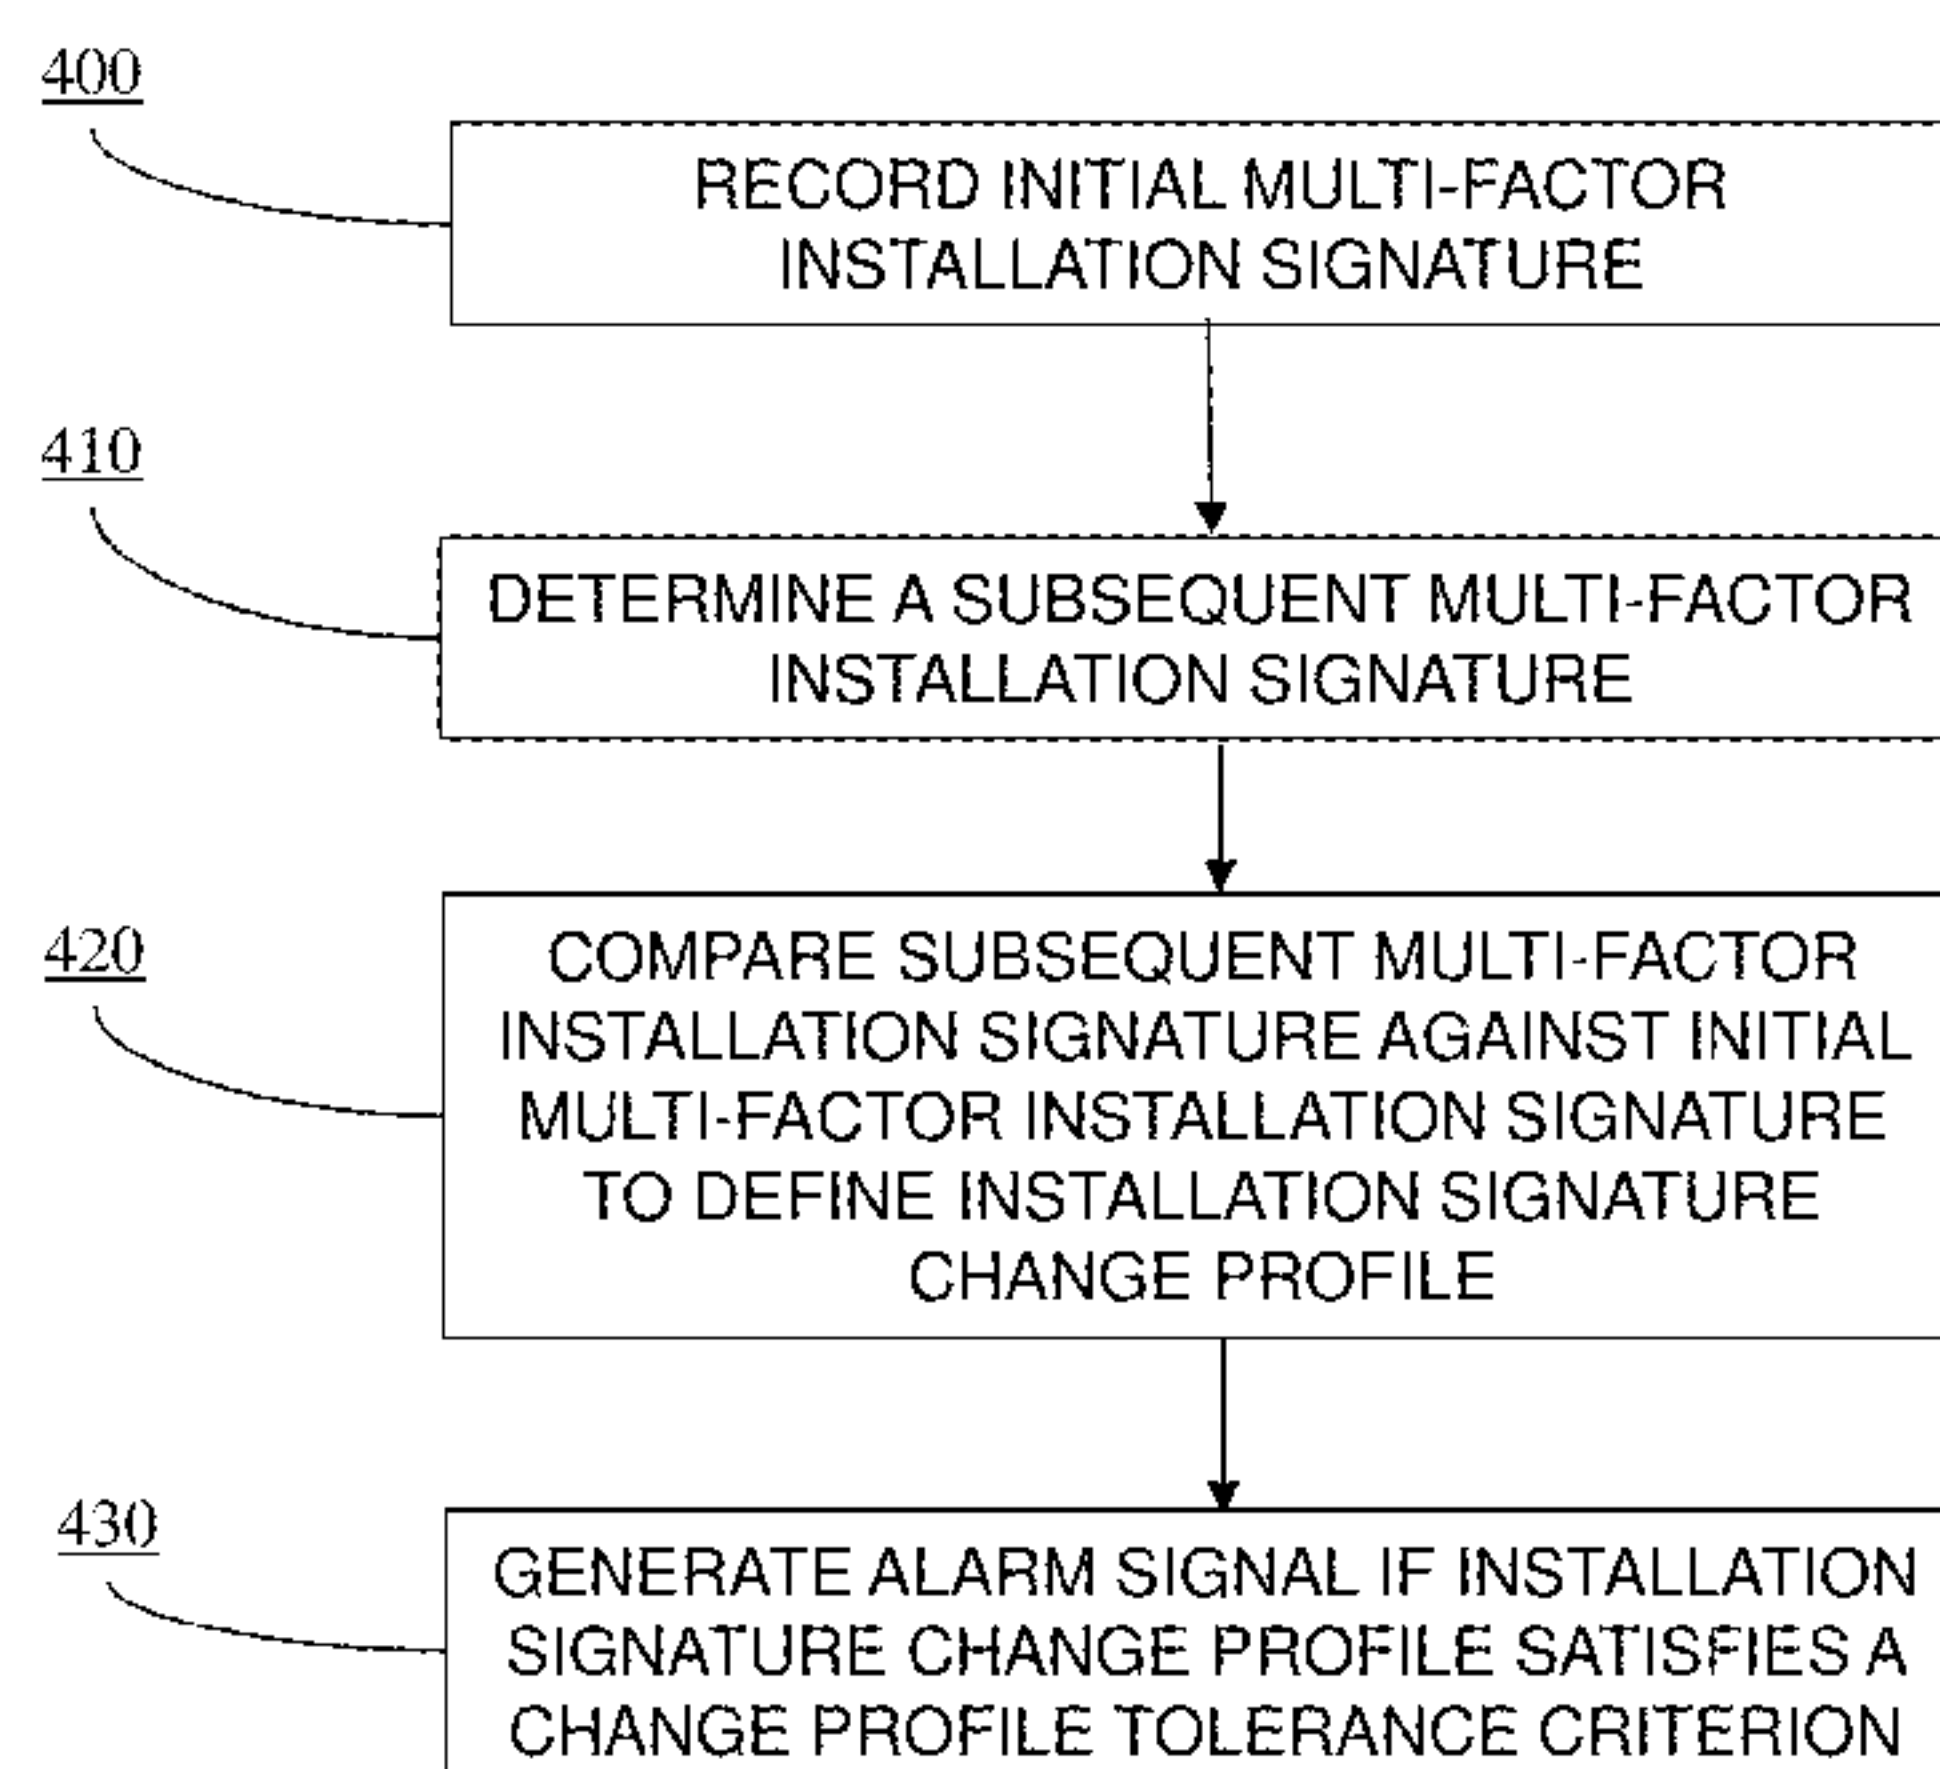 400
RECORD INITIAL MULTI-FACTOR
INSTALLATION SIGNATURE
410
DETERMINE A SUBSEQUENT MULTI-FACTOR
INSTALLATION SIGNATURE
420
COMPARE SUBSEQUENT MULTI-FACTOR
INSTALLATION SIGNATURE AGAINST INITIAL
MULTI-FACTOR INSTALLATION SIGNATURE
TO DEFINE INSTALLATION SIGNATURE
CHANGE PROFILE
430
GENERATE ALARM SIGNAL IF INSTALLATION
SIGNATURE CHANGE PROFILE SATISFIES A
CHANGE PROFILE TOLERANCE CRITERION